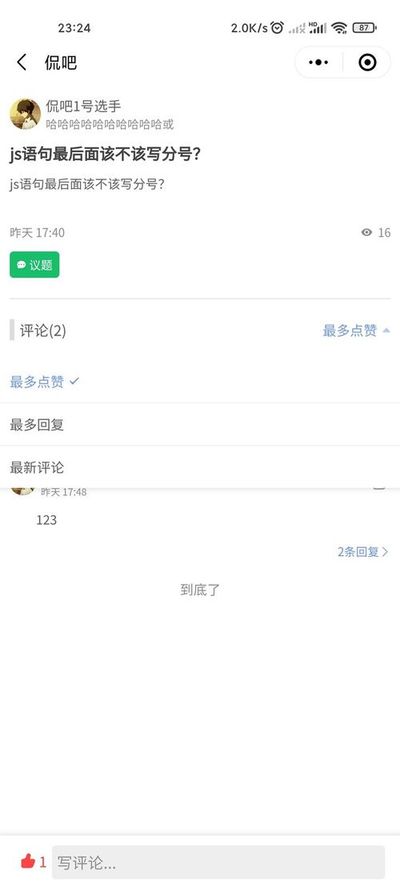 23:24
2.0K/s HD 87
侃吧
侃吧1号选手
哈哈哈哈哈哈哈哈哈哈或
js语句最后面该不该写分号?
js语句最后面该不该写分号?
昨天 17:40 16
议题
评论(2) 最多点赞
最多点赞
最多回复
最新评论
昨天 17:48
123
2条回复
到底了
1 写评论...